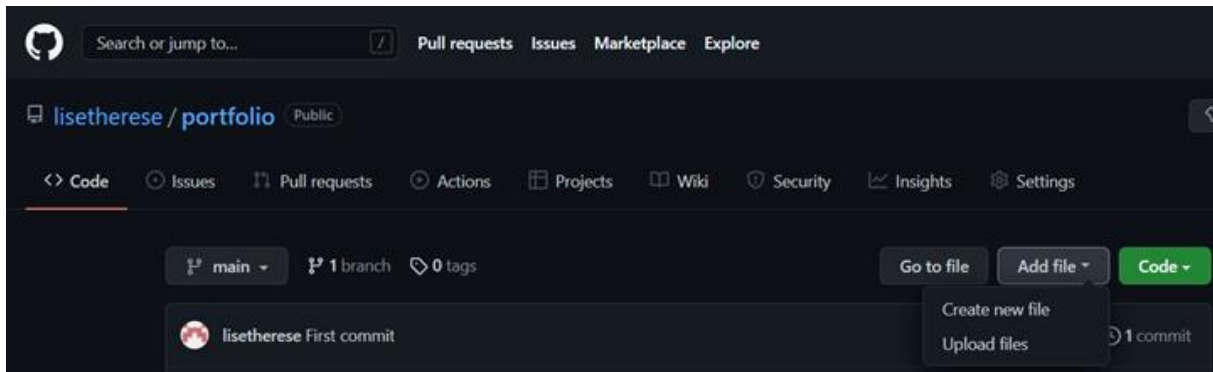 Search or jump to... / Pull requests Issues Marketplace Explore
lisetherese / portfolio Public
<> Code Issues Pull requests Actions Projects Wiki Security Insights Settings
main 1 branch 0 tags Go to file Add file Code
Create new file
lisetherese First commit 1 commit
Upload files